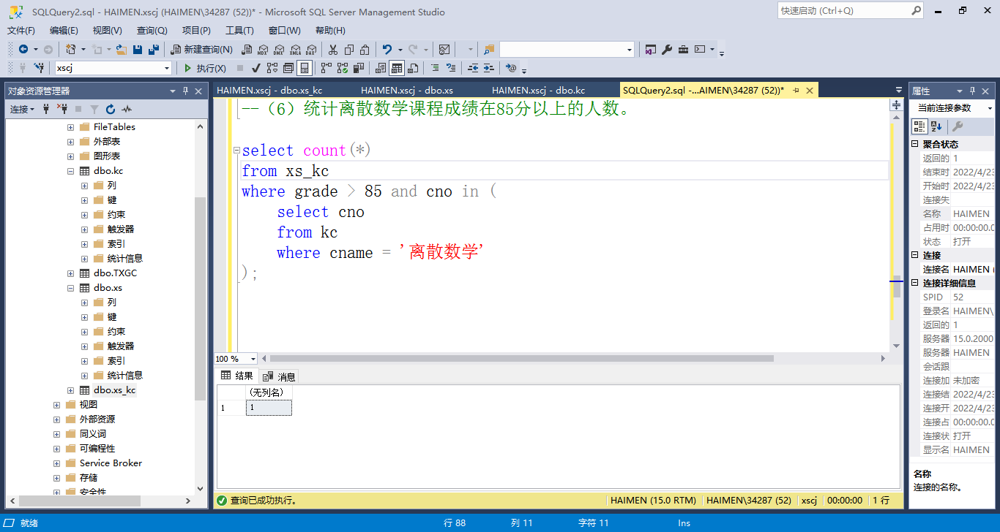 SQLQuery2.sql - HAIMEN.xscj (HAIMEN\34287 (52))* - Microsoft SQL Server Management Studio
快速启动 (Ctrl+Q)
文件(F) 编辑(E) 视图(V) 查询(Q) 项目(P) 工具(T) 窗口(W) 帮助(H)
新建查询(N) MDX DMX XMLA DAX
xscj 执行(X)
对象资源管理器
连接
FileTables
外部表
图形表
dbo.kc
列
键
约束
触发器
索引
统计信息
dbo.TXGC
dbo.xs
列
键
约束
触发器
索引
统计信息
dbo.xs_kc
视图
外部资源
同义词
可编程性
Service Broker
存储
安全性
HAIMEN.xscj - dbo.xs_kc HAIMEN.xscj - dbo.xs HAIMEN.xscj - dbo.kc SQLQuery2.sql -...AIMEN\34287 (52))*
--（6）统计离散数学课程成绩在85分以上的人数。
select count(*)
from xs_kc
where grade > 85 and cno in (
select cno
from kc
where cname = '离散数学'
);
100 %
结果 消息
(无列名)
1 1
查询已成功执行。 HAIMEN (15.0 RTM) HAIMEN\34287 (52) xscj 00:00:00 1 行
属性
当前连接参数
聚合状态
返回的 1
结束时 2022/4/23
开始时 2022/4/23
连接失
名称 HAIMEN
占用时 00:00:00.0
状态 打开
连接
连接名 HAIMEN (
连接详细信息
SPID 52
登录名 HAIMEN\
返回的 1
服务器 15.0.2000
服务器 HAIMEN
会话跟
连接加 未加密
连接结 2022/4/23
连接开 2022/4/23
连接占 00:00:00.0
连接状 打开
显示名 HAIMEN
名称
连接的名称。
就绪 行 88 列 11 字符 11 Ins